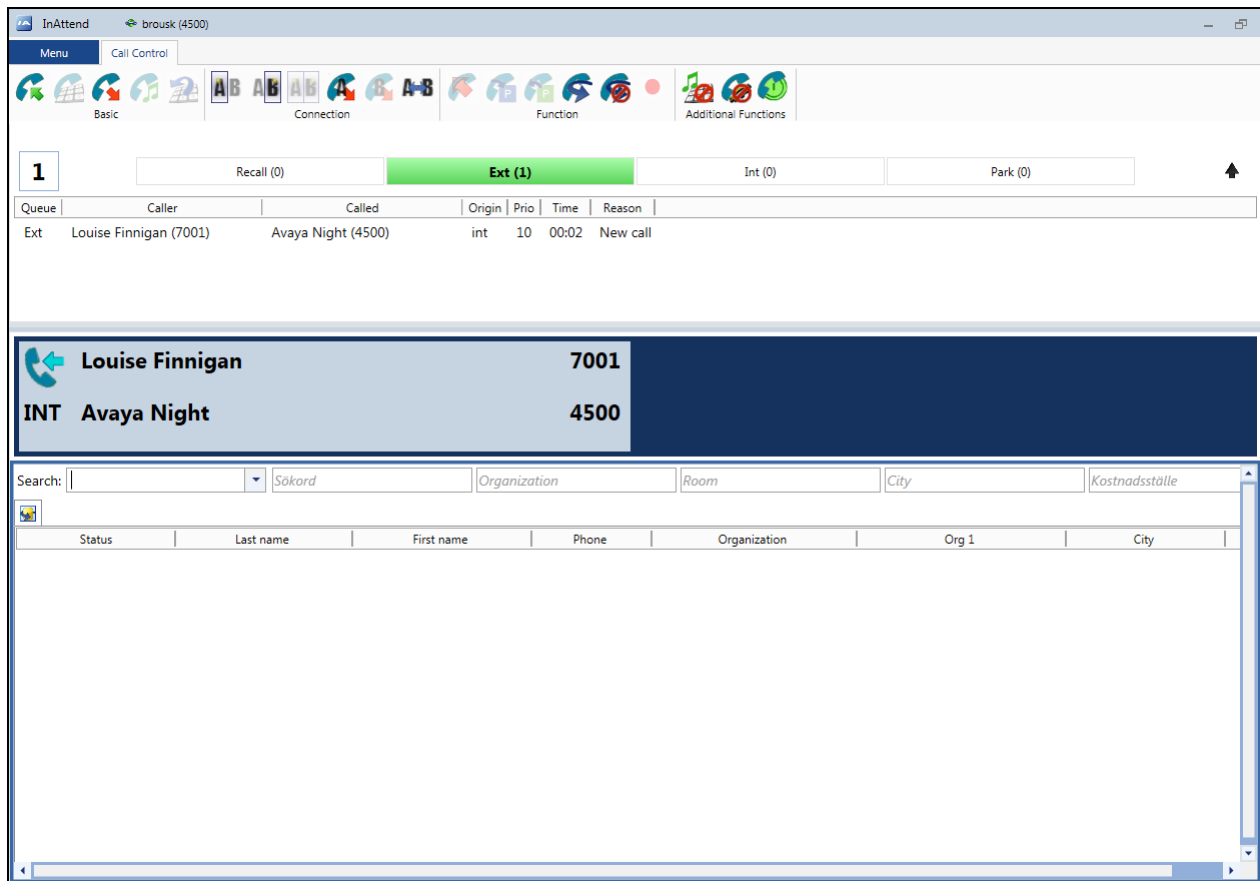 InAttend brousk (4500)
Menu Call Control
AB AB AB A B A-B P P
Basic Connection Function Additional Functions
1 Recall (0) Ext (1) Int (0) Park (0)
Queue Caller Called Origin Prio Time Reason
Ext Louise Finnigan (7001) Avaya Night (4500) int 10 00:02 New call
Louise Finnigan 7001
INT Avaya Night 4500
Search: Sökord Organization Room City Kostnadsställe
Status Last name First name Phone Organization Org 1 City